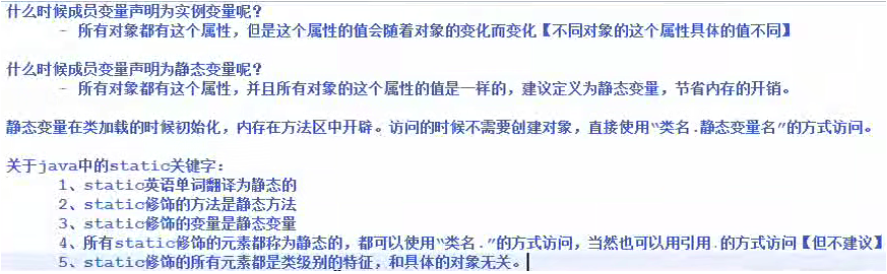 什么时候成员变量声明为实例变量呢？
- 所有对象都有这个属性，但是这个属性的值会随着对象的变化而变化【不同对象的这个属性具体的值不同】
什么时候成员变量声明为静态变量呢？
- 所有对象都有这个属性，并且所有对象的这个属性的值是一样的，建议定义为静态变量，节省内存的开销。
静态变量在类加载的时候初始化，内存在方法区中开辟。访问的时候不需要创建对象，直接使用“类名.静态变量名”的方式访问。
关于java中的static关键字：
1、static英语单词翻译为静态的
2、static修饰的方法是静态方法
3、static修饰的变量是静态变量
4、所有static修饰的元素都称为静态的，都可以使用“类名.”的方式访问，当然也可以用引用.的方式访问【但不建议】
5、static修饰的所有元素都是类级别的特征，和具体的对象无关。